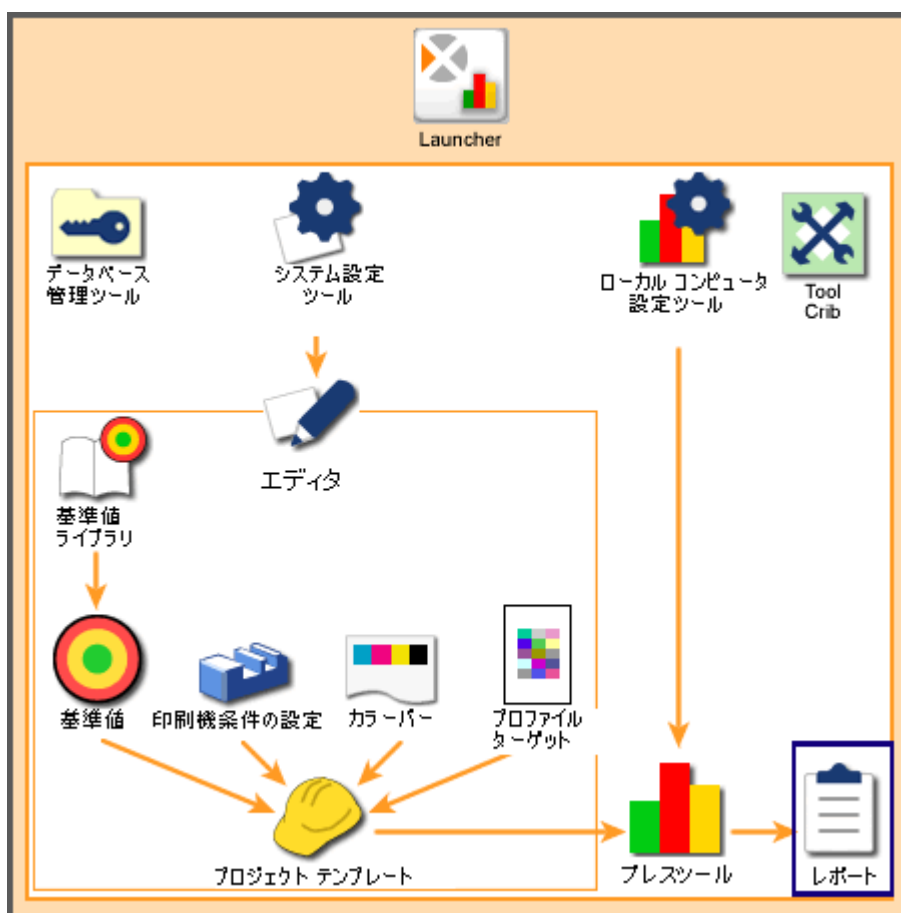 Launcher
データベース
管理ツール
システム設定
ツール
ローカル コンピュータ
設定ツール
Tool
Crib
エディタ
基準値
ライブラリ
基準値
印刷機条件の設定
カラーバー
プロファイル
ターゲット
プロジェクト テンプレート
プレスツール
レポート